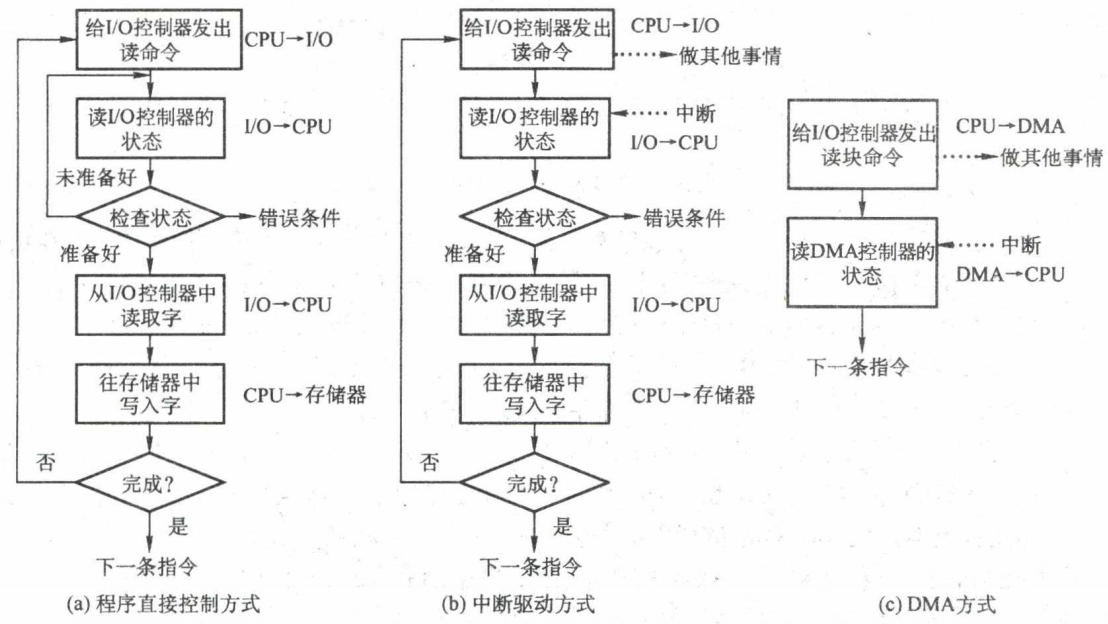 给I/O控制器发出
读命令
CPU→I/O
读I/O控制器的
状态
I/O→CPU
未准备好
检查状态
错误条件
准备好
从I/O控制器中
读取字
I/O→CPU
往存储器中
写入字
CPU→存储器
否
完成?
是
下一条指令
(a) 程序直接控制方式
给I/O控制器发出
读命令
CPU→I/O
做其他事情
读I/O控制器的
状态
中断
I/O→CPU
检查状态
错误条件
准备好
从I/O控制器中
读取字
I/O→CPU
往存储器中
写入字
CPU→存储器
否
完成?
是
下一条指令
(b) 中断驱动方式
给I/O控制器发出
读块命令
CPU→DMA
做其他事情
读DMA控制器的
状态
中断
DMA→CPU
下一条指令
(c) DMA方式